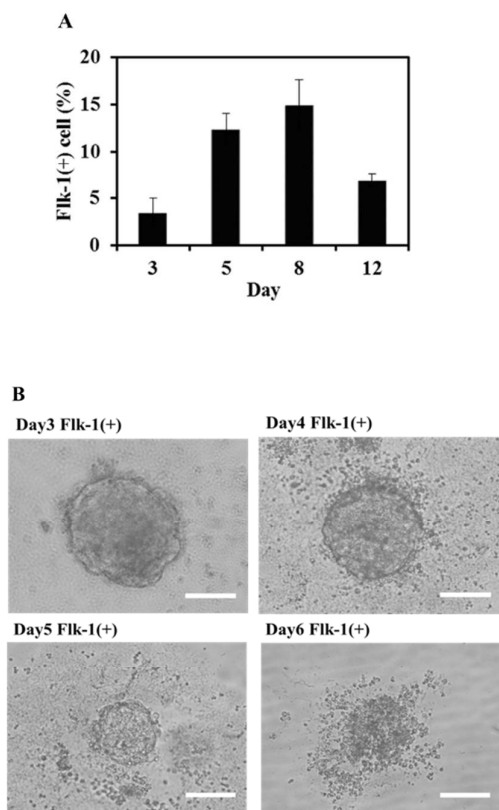 A
Flk-1(+) cell (%)
20
15
10
5
0
3 5 8 12
Day
B
Day3 Flk-1(+) Day4 Flk-1(+)
Day5 Flk-1(+) Day6 Flk-1(+)